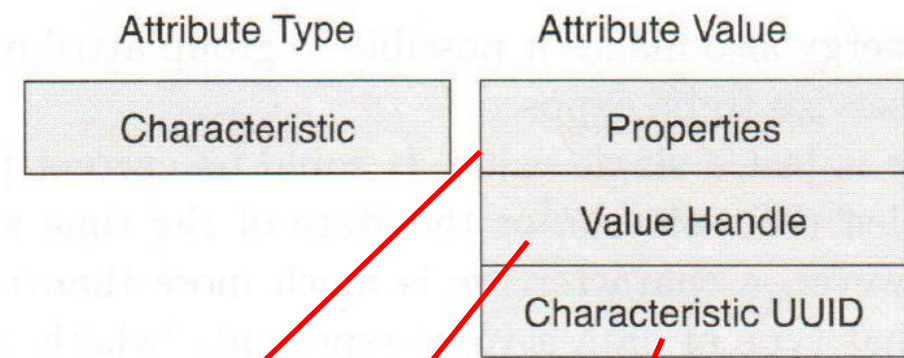 Attribute Type Attribute Value
Characteristic Properties
Value Handle
Characteristic UUID